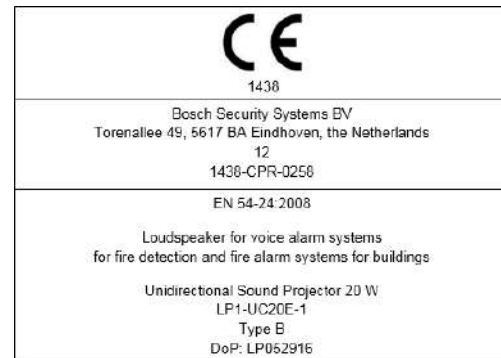 CE
1438
Bosch Security Systems BV
Torenallee 49, 5617 BA Eindhoven, the Netherlands
12
1438-CPR-0258
EN 54-24:2008
Loudspeaker for voice alarm systems
for fire detection and fire alarm systems for buildings
Unidirectional Sound Projector 20 W
LP1-UC20E-1
Type B
DoP: LP052916